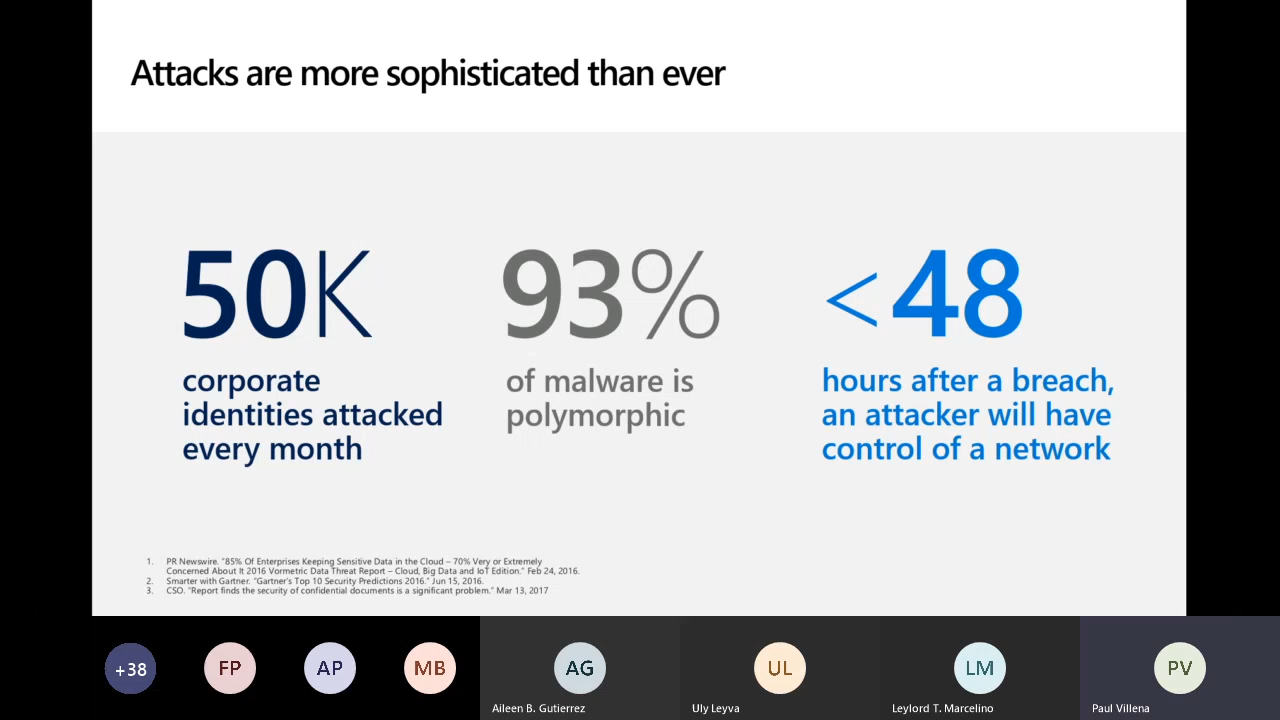 Attacks are more sophisticated than ever
50K
corporate
identities attacked
every month
93%
of malware is
polymorphic
<48
hours after a breach,
an attacker will have
control of a network
1. PR Newswire. "85% Of Enterprises Keeping Sensitive Data in the Cloud – 70% Very or Extremely
Concerned About It 2016 Vormetric Data Threat Report – Cloud, Big Data and IoT Edition." Feb 24, 2016.
2. Smarter with Gartner. "Gartner's Top 10 Security Predictions 2016." Jun 15, 2016.
3. CSO. "Report finds the security of confidential documents is a significant problem." Mar 13, 2017
+38
FP
AP
MB
AG
Aileen B. Gutierrez
UL
Uly Leyva
LM
Leylord T. Marcelino
PV
Paul Villena